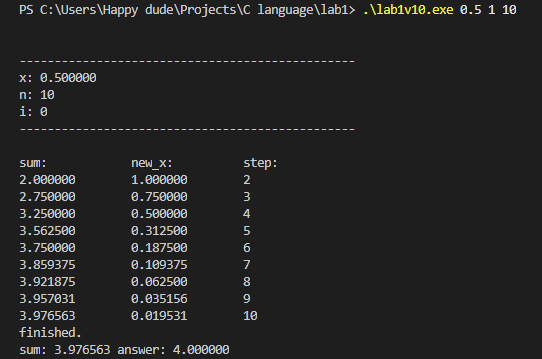 PS C:\Users\Happy dude\Projects\C language\lab1> .\lab1v10.exe 0.5 1 10
------------------------------------------------
x: 0.500000
n: 10
i: 0
------------------------------------------------
sum: new_x: step:
2.000000 1.000000 2
2.750000 0.750000 3
3.250000 0.500000 4
3.562500 0.312500 5
3.750000 0.187500 6
3.859375 0.109375 7
3.921875 0.062500 8
3.957031 0.035156 9
3.976563 0.019531 10
finished.
sum: 3.976563 answer: 4.000000